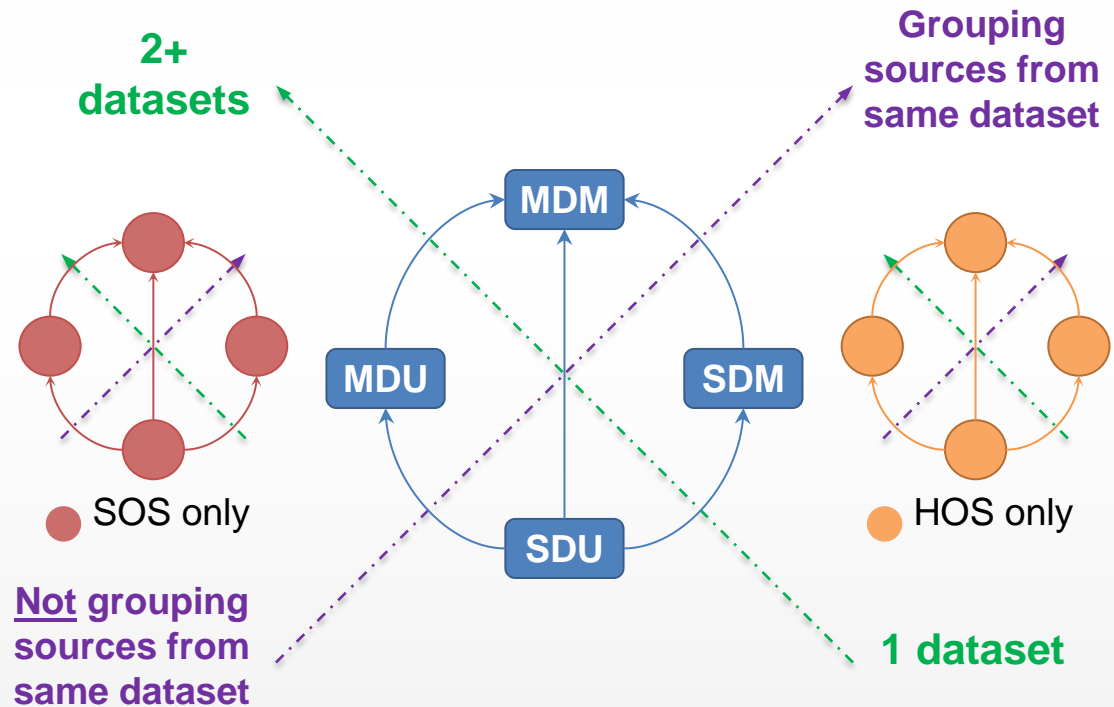 2+
datasets
Grouping
sources from
same dataset
MDM
MDU
SDM
SDU
SOS only
HOS only
Not grouping
sources from
same dataset
1 dataset